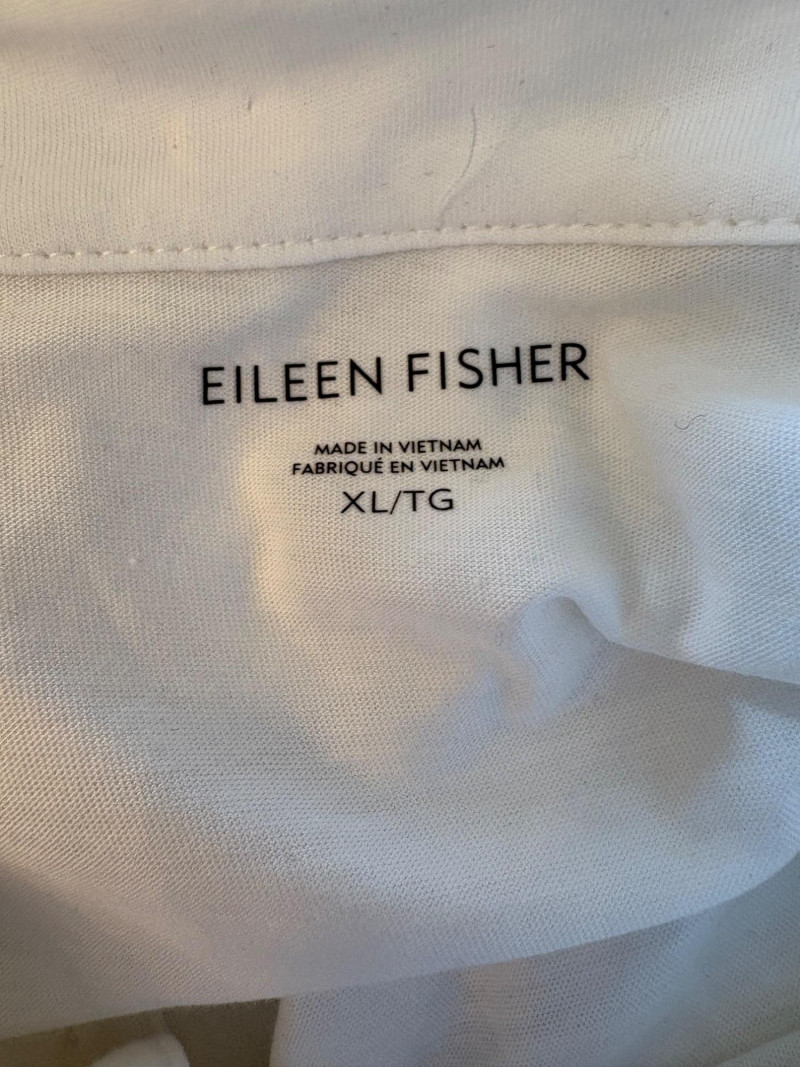 EILEEN FISHER
MADE IN VIETNAM
FABRIQUÉ EN VIETNAM
XL/TG